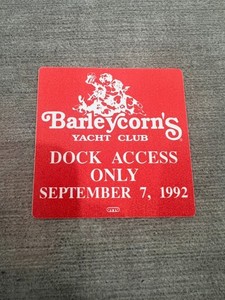 Barleycorn's
YACHT CLUB
DOCK ACCESS
ONLY
SEPTEMBER 7, 1992